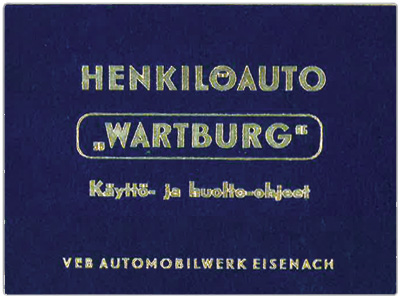 HENKILÖAUTO
„WARTBURG“
Käyttö- ja huolto-ohjeet
VEB AUTOMOBILWERK EISENACH